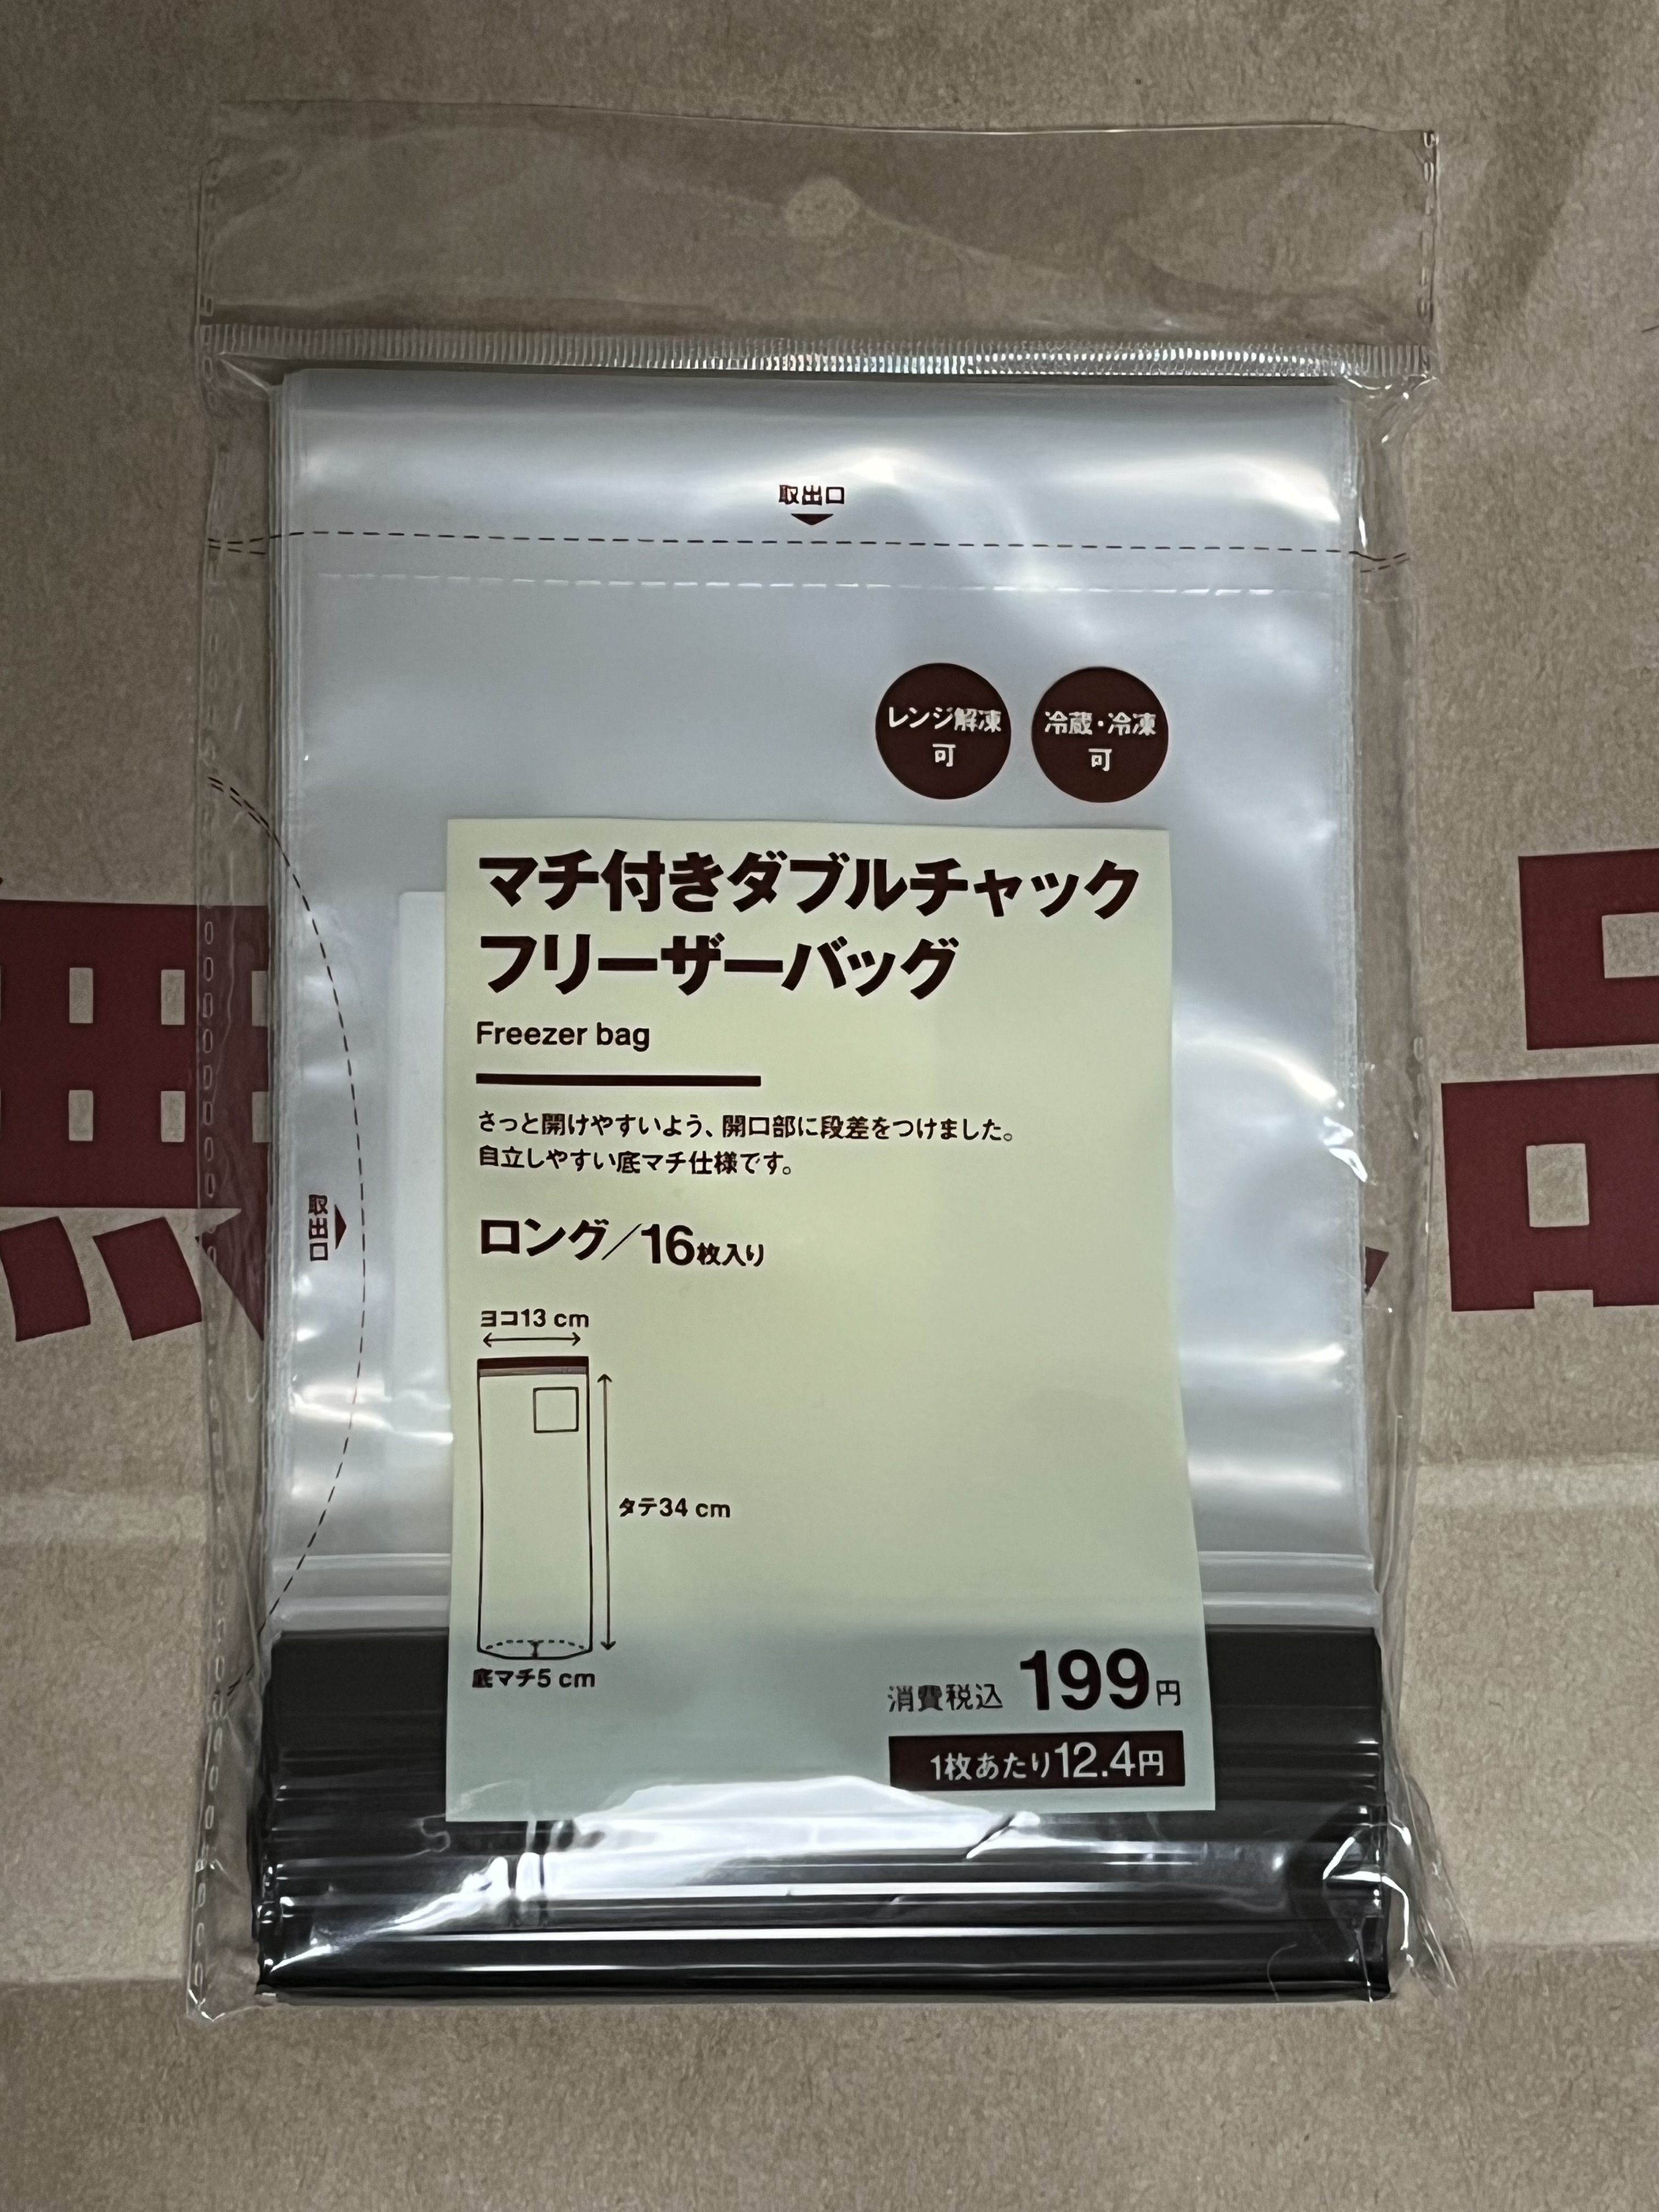 取出口
レンジ解凍
可
冷蔵・冷凍
可
マチ付きダブルチャック
フリーザーバッグ
Freezer bag
さっと開けやすいよう、開口部に段差をつけました。
自立しやすい底マチ仕様です。
取出口
ロング／16枚入り
ヨコ13 cm
タテ34 cm
底マチ5 cm
消費税込 199円
1枚あたり12.4円
無
品